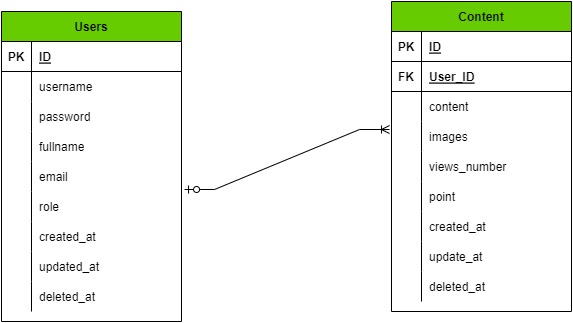 Users
PK ID
username
password
fullname
email
role
created_at
updated_at
deleted_at
Content
PK ID
FK User_ID
content
images
views_number
point
created_at
update_at
deleted_at